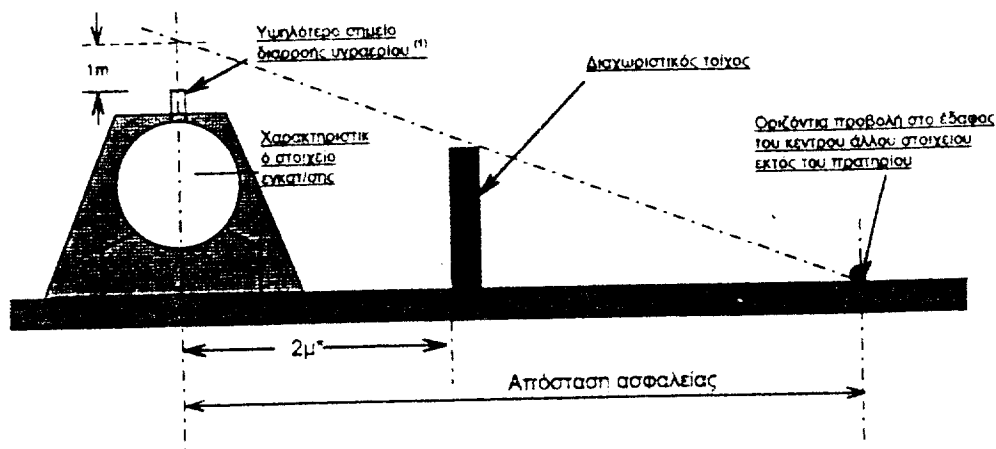 Υψηλότερο σημείο
διαρροής υγραερίου (1)
1m
Διαχωριστικός τοίχος
Οριζόντια προβολή στο έδαφος
του κέντρου άλλου στοιχείου
εκτός του πρατηρίου
Χαρακτηριστικ
ό στοιχείο
εγκατ/σης
2μ*
Απόσταση ασφαλείας